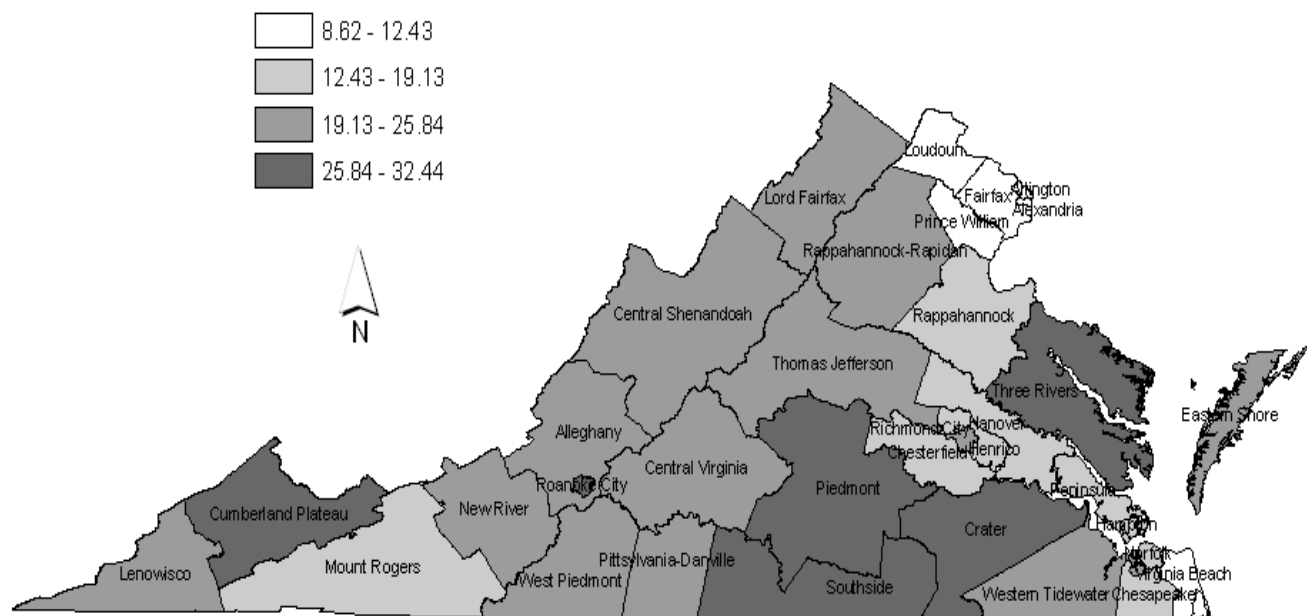 8.62 - 12.43
12.43 - 19.13
19.13 - 25.84
25.84 - 32.44
N
Loudoun
Lord Fairfax
Fairfax
Arlington
Alexandria
Prince William
Rappahannock-Rapidan
Central Shenandoah
Rappahannock
Thomas Jefferson
Three Rivers
Eastern Shore
Alleghany
Richmond City
Hanover
Chesterfield
Henrico
Central Virginia
Roanoke City
Piedmont
Peninsula
New River
Cumberland Plateau
Crater
Hampton
Norfolk
Mount Rogers
Pittsylvania-Danville
Lenowisco
West Piedmont
Virginia Beach
Southside
Western Tidewater
Chesapeake